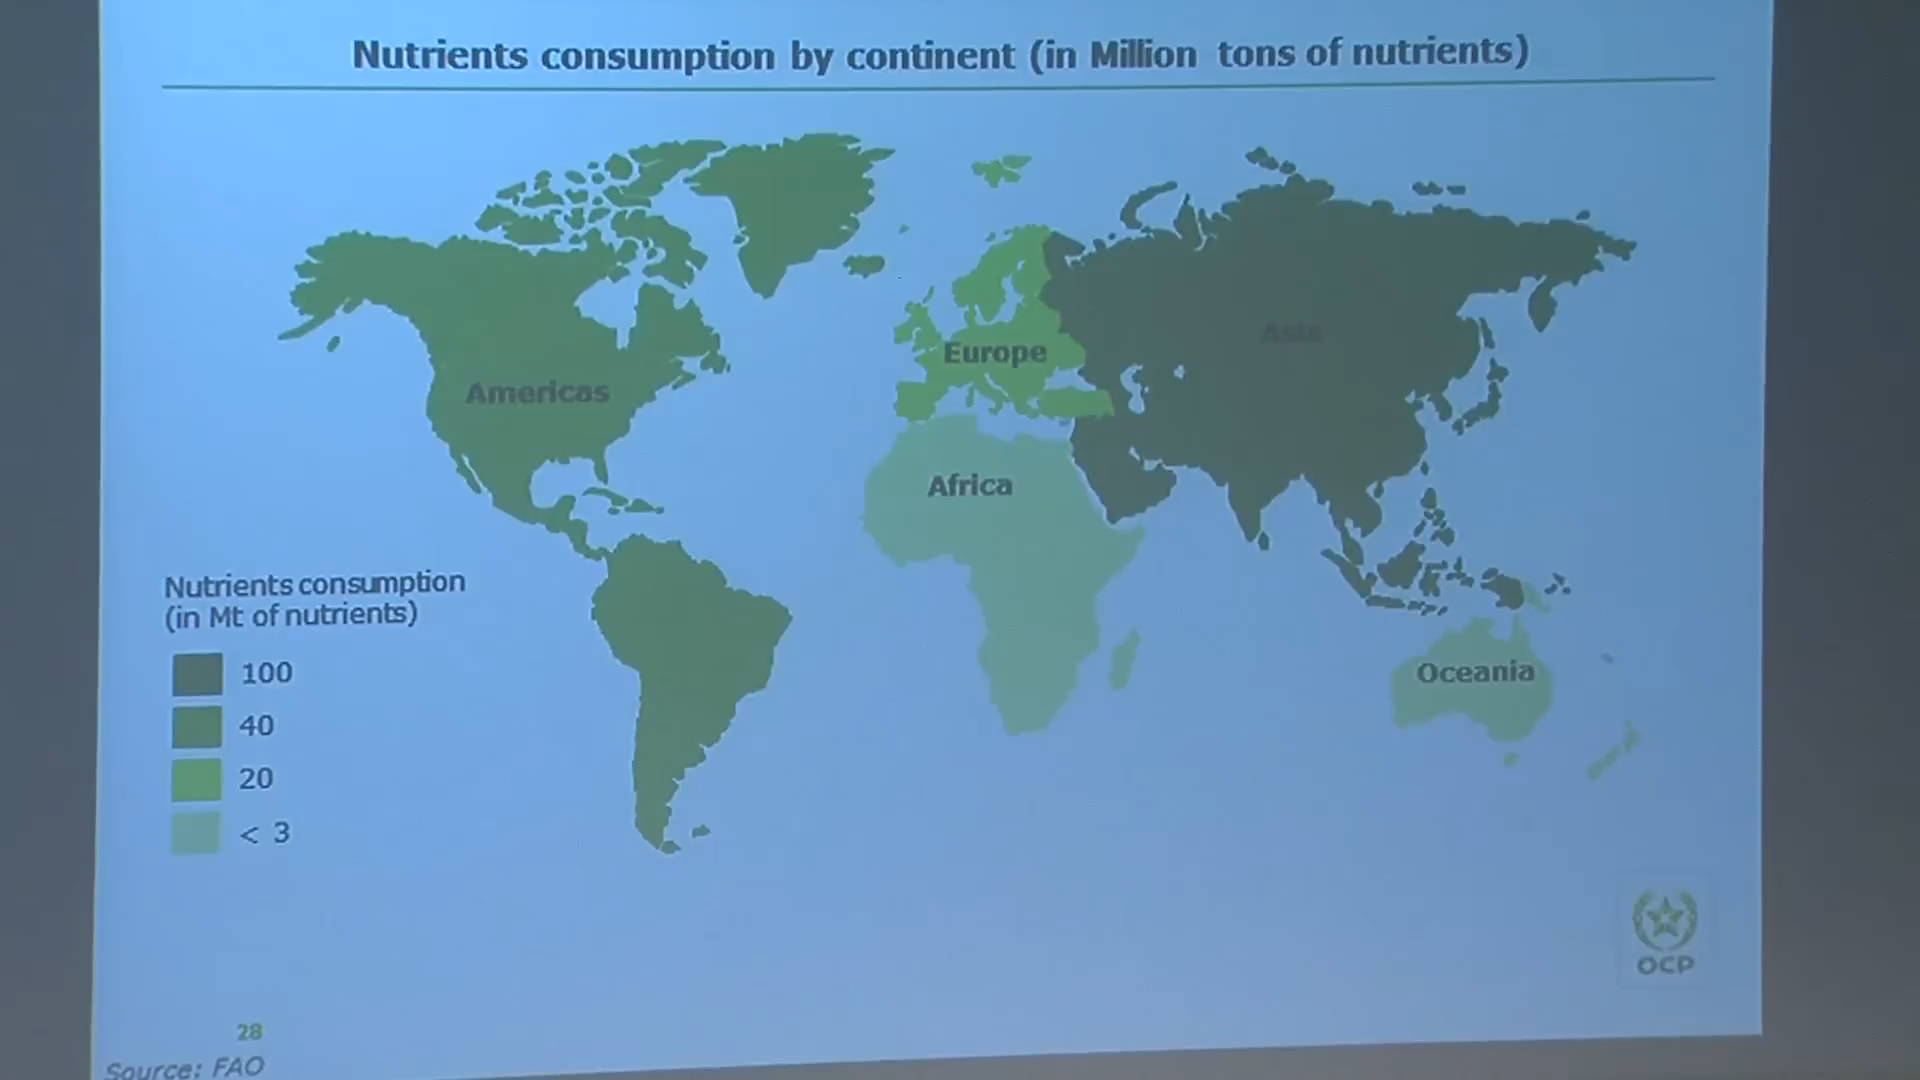 Nutrients consumption by continent (in Million tons of nutrients)
Americas
Europe
Asia
Africa
Oceania
Nutrients consumption
(in Mt of nutrients)
100
40
20
< 3
OCP
28
Source: FAO